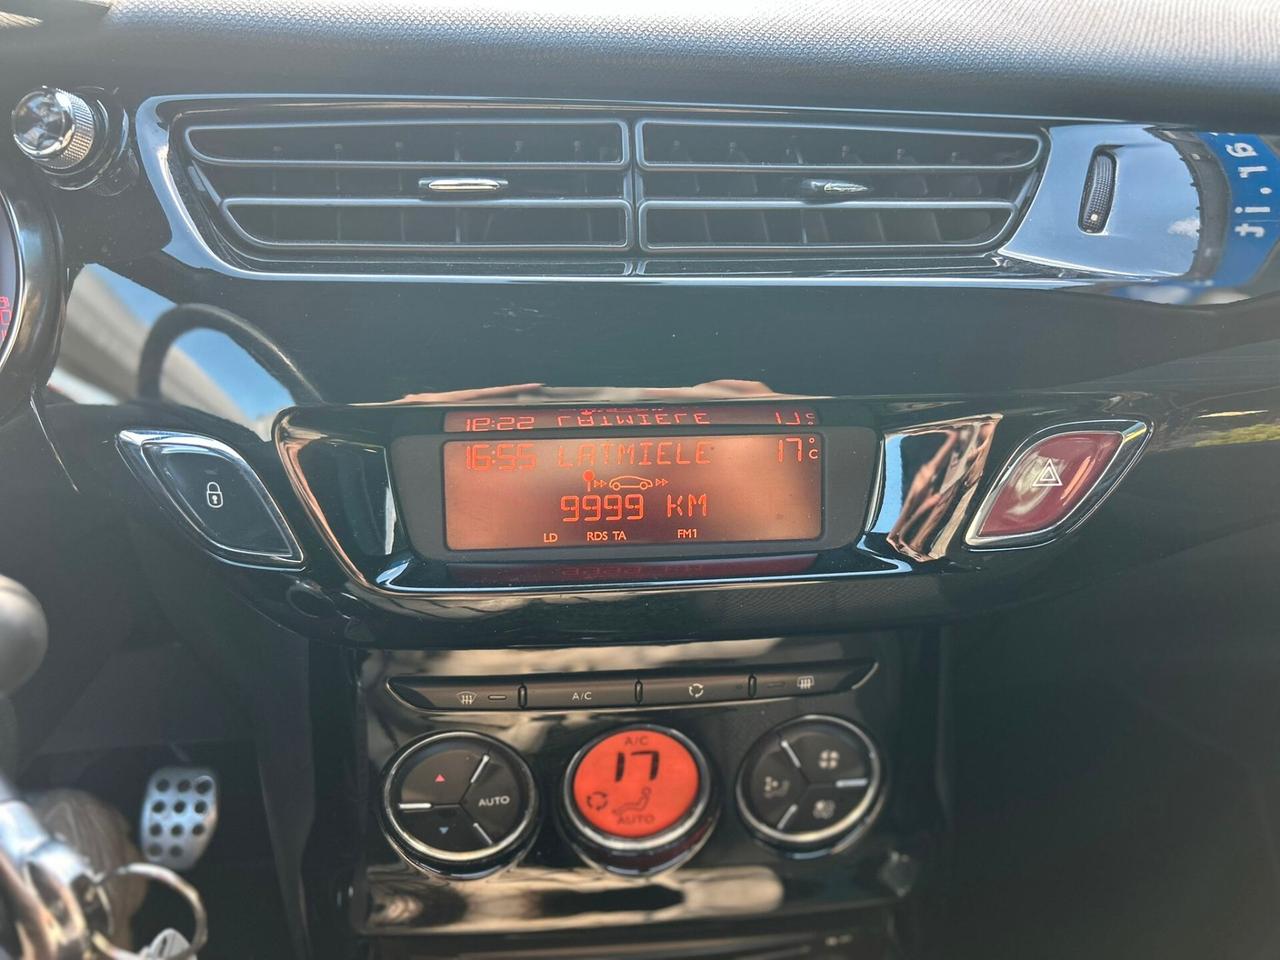 16:55 LATMIELE 17°C
9999 KM
LD RDS TA FM1
A/C
A/C
17
AUTO
AUTO